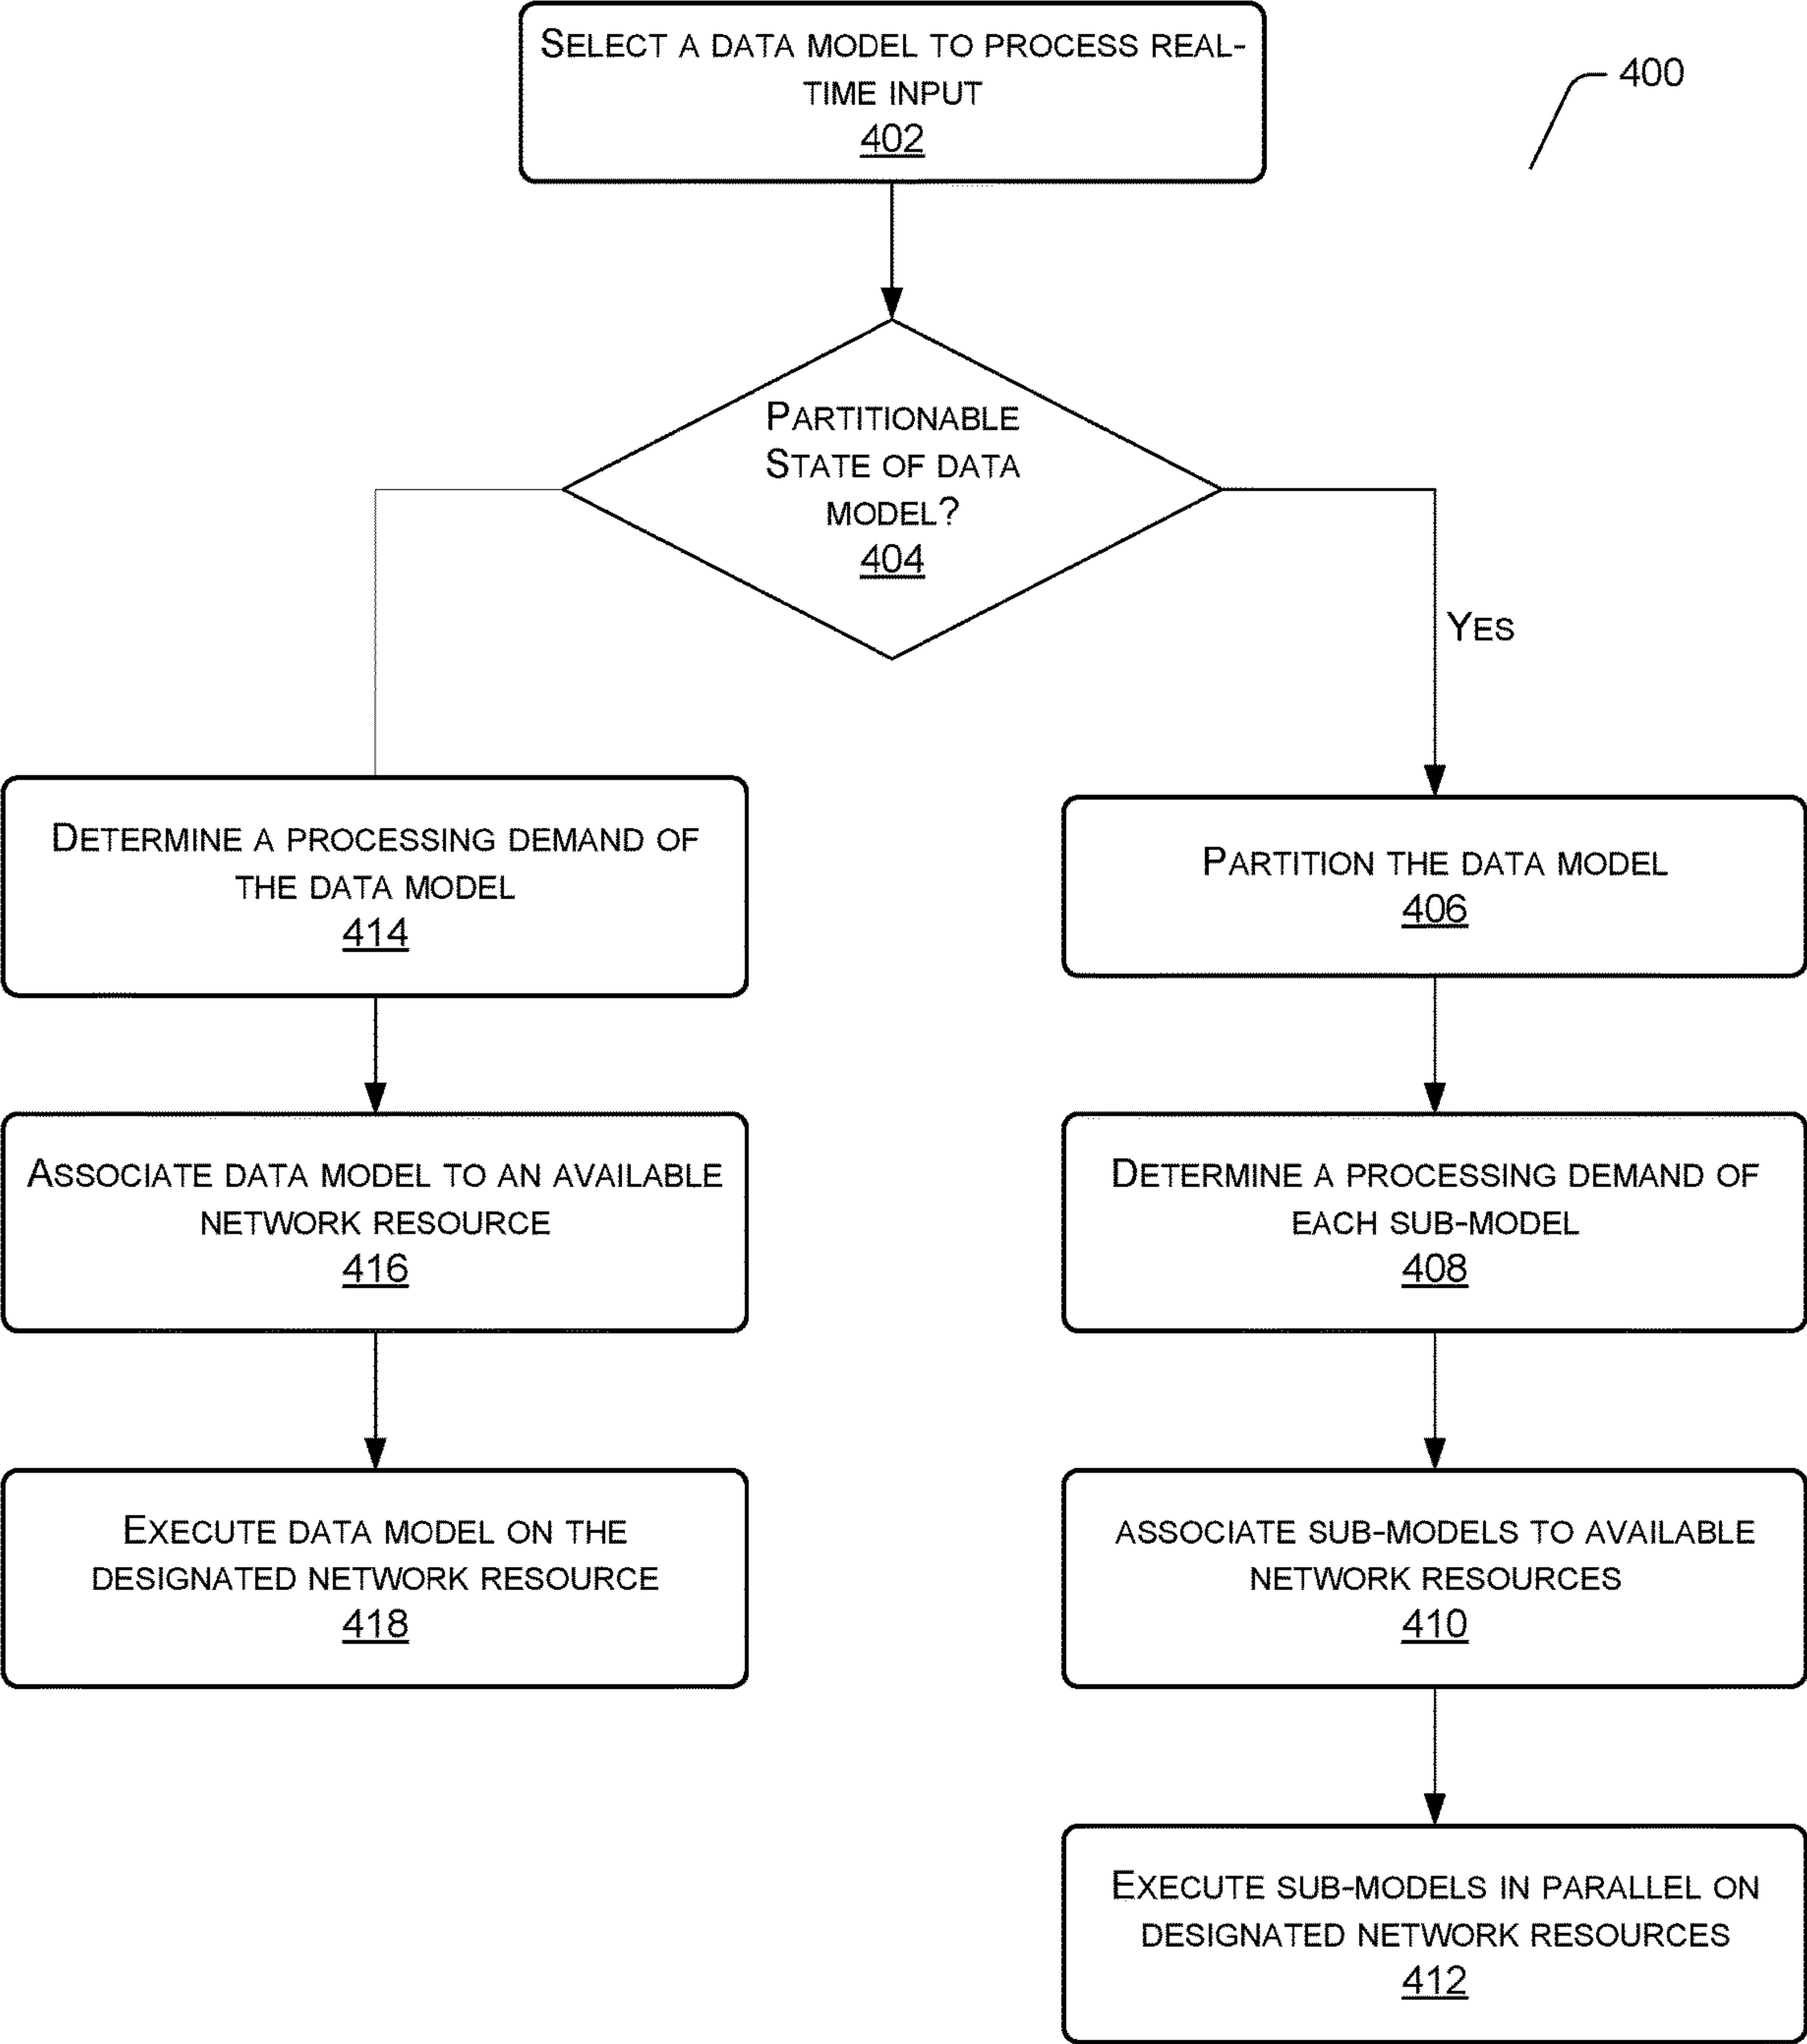 SELECT A DATA MODEL TO PROCESS REAL-
TIME INPUT
402
400
PARTITIONABLE
STATE OF DATA
MODEL?
404
YES
DETERMINE A PROCESSING DEMAND OF
THE DATA MODEL
414
ASSOCIATE DATA MODEL TO AN AVAILABLE
NETWORK RESOURCE
416
EXECUTE DATA MODEL ON THE
DESIGNATED NETWORK RESOURCE
418
PARTITION THE DATA MODEL
406
DETERMINE A PROCESSING DEMAND OF
EACH SUB-MODEL
408
ASSOCIATE SUB-MODELS TO AVAILABLE
NETWORK RESOURCES
410
EXECUTE SUB-MODELS IN PARALLEL ON
DESIGNATED NETWORK RESOURCES
412